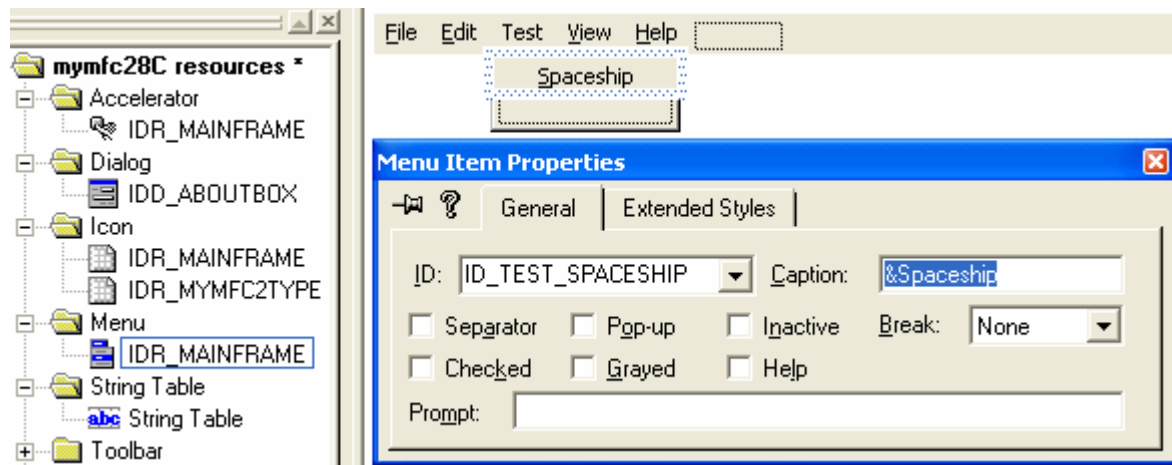 mymfc28C resources *
Accelerator
IDR_MAINFRAME
Dialog
IDD_ABOUTBOX
Icon
IDR_MAINFRAME
IDR_MYMFC2TYPE
Menu
IDR_MAINFRAME
String Table
abc String Table
Toolbar
File Edit Test View Help
Spaceship
Menu Item Properties
General Extended Styles
ID: ID_TEST_SPACESHIP Caption: &Spaceship
Separator Pop-up Inactive Break: None
Checked Grayed Help
Prompt: